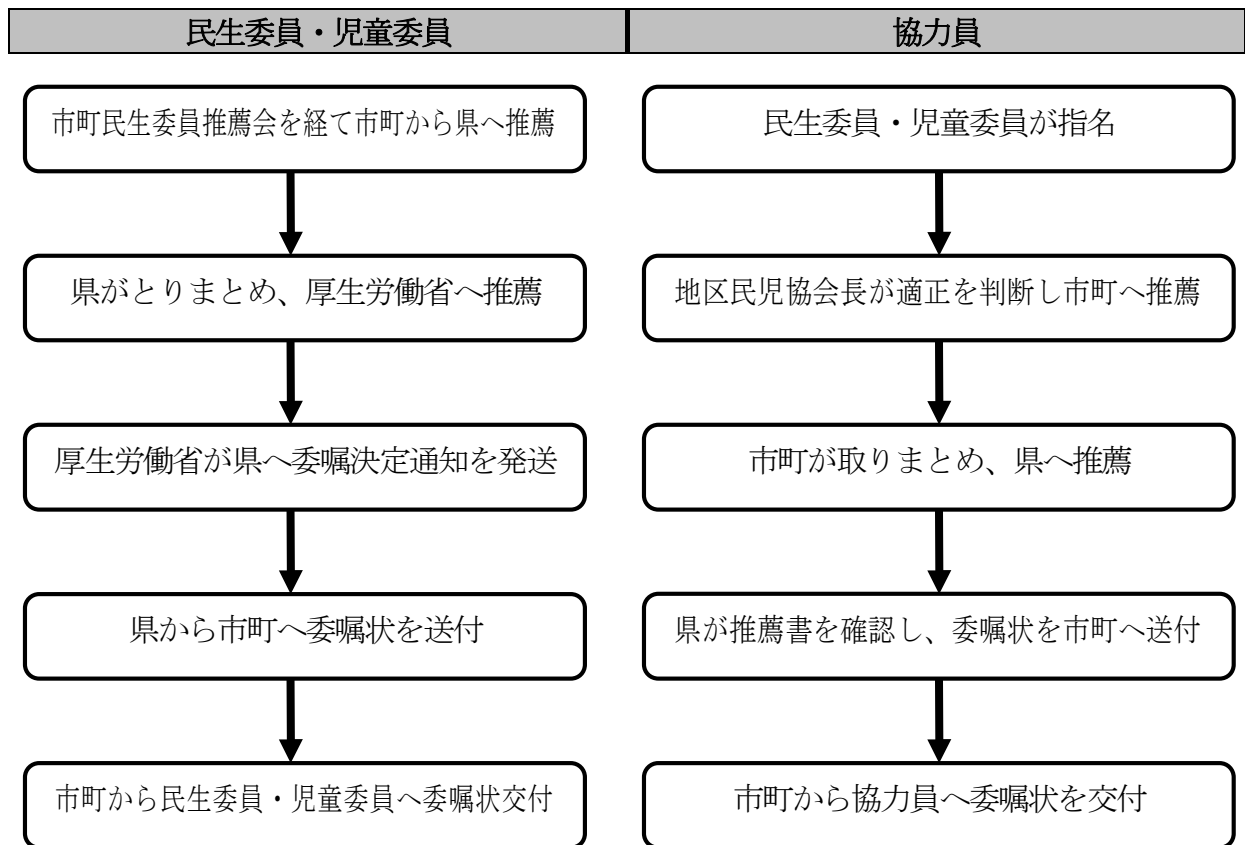 民生委員・児童委員
市町民生委員推薦会を経て市町から県へ推薦
県がとりまとめ、厚生労働省へ推薦
厚生労働省が県へ委嘱決定通知を発送
県から市町へ委嘱状を送付
市町から民生委員・児童委員へ委嘱状交付
協力員
民生委員・児童委員が指名
地区民児協会長が適正を判断し市町へ推薦
市町が取りまとめ、県へ推薦
県が推薦書を確認し、委嘱状を市町へ送付
市町から協力員へ委嘱状を交付